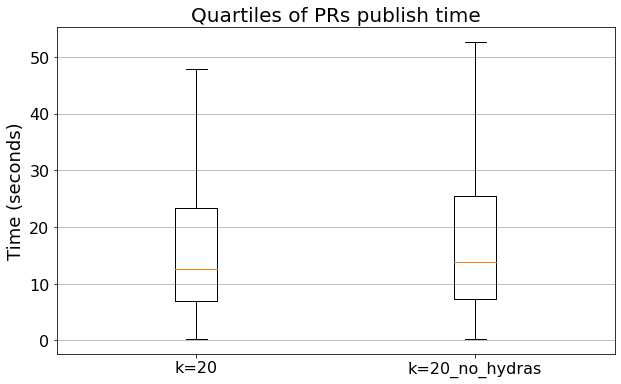 Quartiles of PRs publish time
Time (seconds)
50
40
30
20
10
0
k=20
k=20_no_hydras